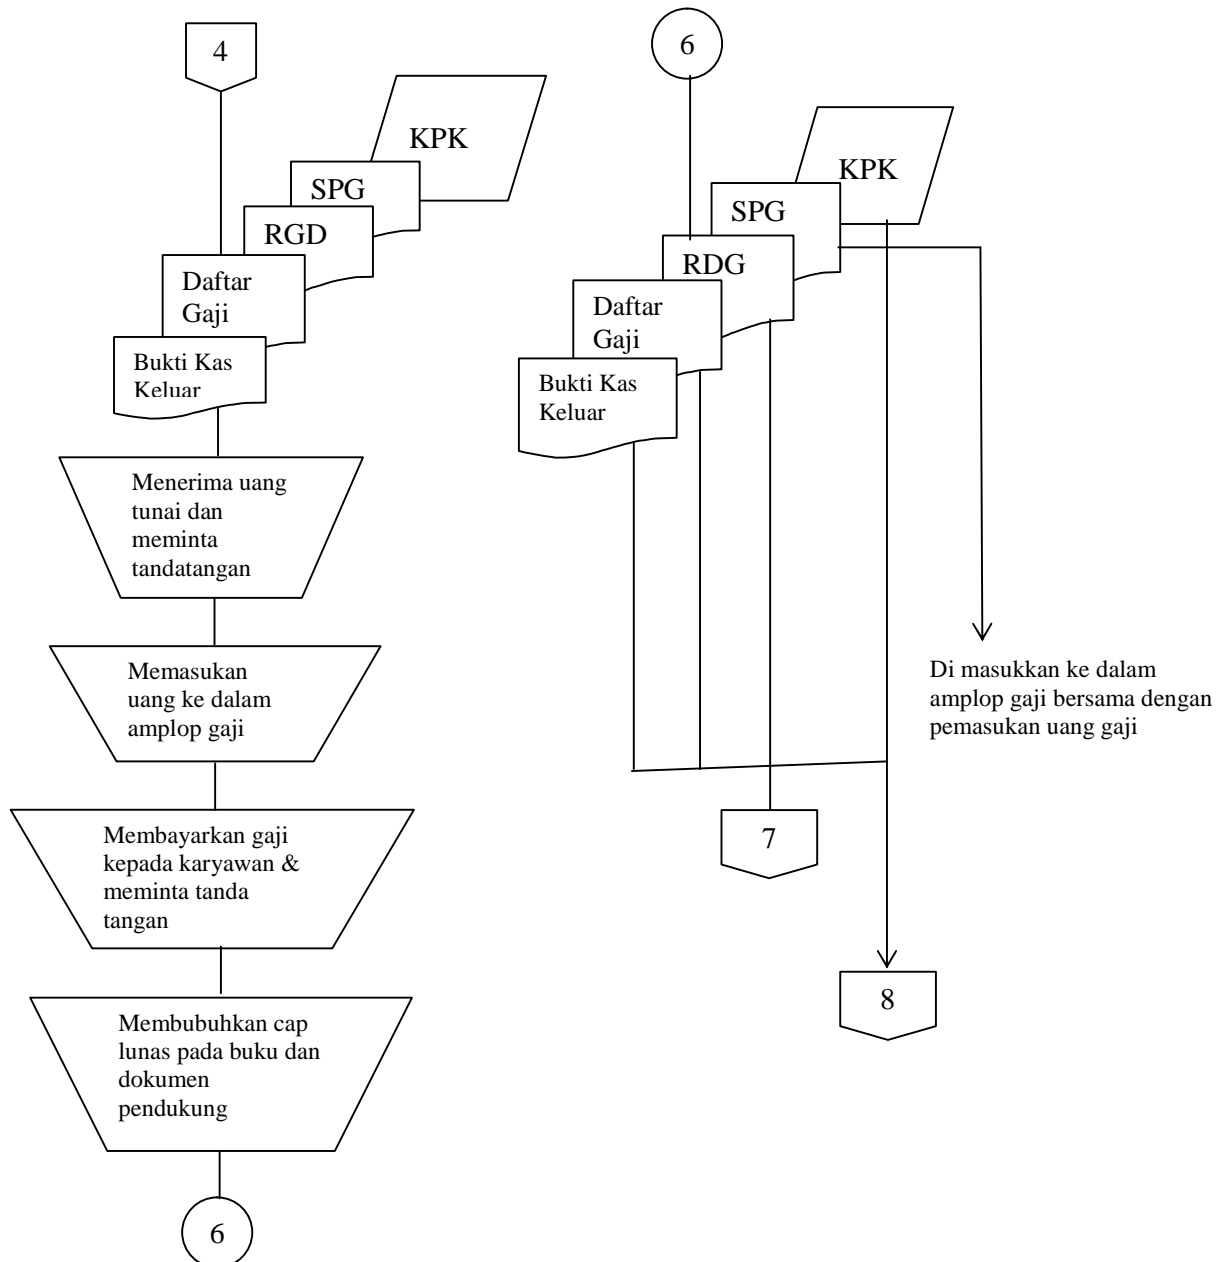 4
KPK
SPG
RGD
Daftar
Gaji
Bukti Kas
Keluar
Menerima uang
tunai dan
meminta
tandatangan
Memasukan
uang ke dalam
amplop gaji
Membayarkan gaji
kepada karyawan &
meminta tanda
tangan
Membubuhkan cap
lunas pada buku dan
dokumen
pendukung
6
6
KPK
SPG
RDG
Daftar
Gaji
Bukti Kas
Keluar
Di masukkan ke dalam
amplop gaji bersama dengan
pemasukan uang gaji
7
8